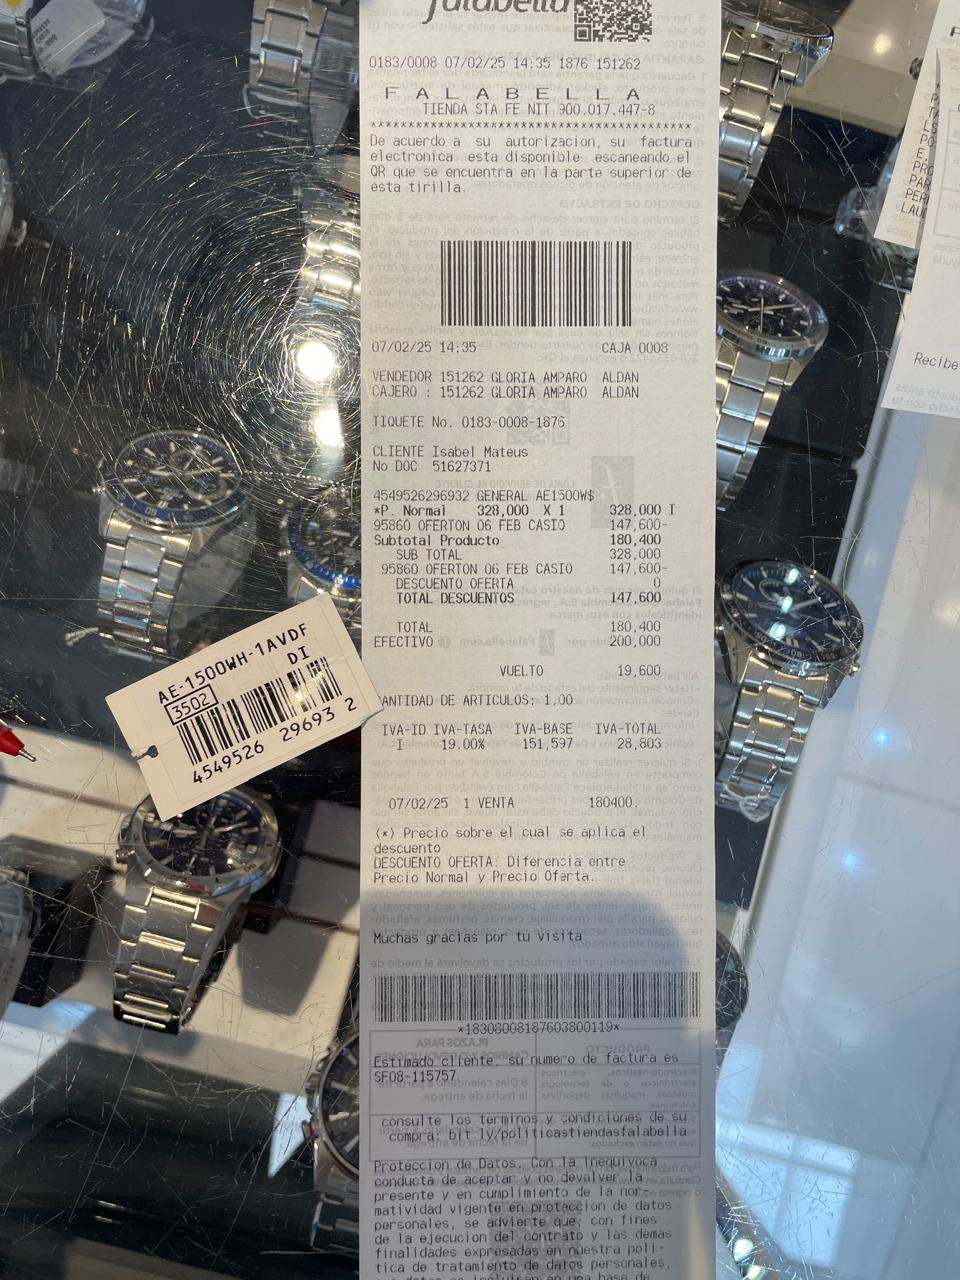 falabella
0183/0008 07/02/25 14:35 1876 151262
F A L A B E L L A
TIENDA STA FE NIT 900.017.447-8
****************************************
De acuerdo a su autorizacion, su factura
electronica esta disponible escaneando el
QR que se encuentra en la parte superior de
esta tirilla.
07/02/25 14:35 CAJA 0008
VENDEDOR 151262 GLORIA AMPARO ALDAN
CAJERO : 151262 GLORIA AMPARO ALDAN
TIQUETE No. 0183-0008-1876
CLIENTE Isabel Mateus
No DOC 51627371
4549526296932 GENERAL AE1500W$
*P. Normal 328,000 X 1 328,000 I
95860 OFERTON 06 FEB CASIO 147,600-
Subtotal Producto 180,400
SUB TOTAL 328,000
95860 OFERTON 06 FEB CASIO 147,600-
DESCUENTO OFERTA 0
TOTAL DESCUENTOS 147,600
TOTAL 180,400
EFECTIVO 200,000
VUELTO 19,600
CANTIDAD DE ARTICULOS: 1.00
IVA-ID IVA-TASA IVA-BASE IVA-TOTAL
I 19.00% 151,597 28,803
07/02/25 1 VENTA 180400.
(*) Precio sobre el cual se aplica el
descuento
DESCUENTO OFERTA: Diferencia entre
Precio Normal y Precio Oferta.
Muchas gracias por tu visita
*18308008187603800119*
Estimado cliente, su numero de factura es
SF08-115757
consulte los terminos y condiciones de su
compra: bit.ly/politicastiendasfalabella
Proteccion de Datos. Con la inequivoca
conducta de aceptar y no devolver la
presente y en cumplimiento de la nor-
matividad vigente en proteccion de datos
personales, se advierte que, con fines
de la ejecucion del contrato y las demas
finalidades expresadas en nuestra poli-
tica de tratamiento de datos personales,
sus datos se incluiran en una base de
AE-1500WH-1AVDF
DI
3502
4549526 29693 2
Recibe